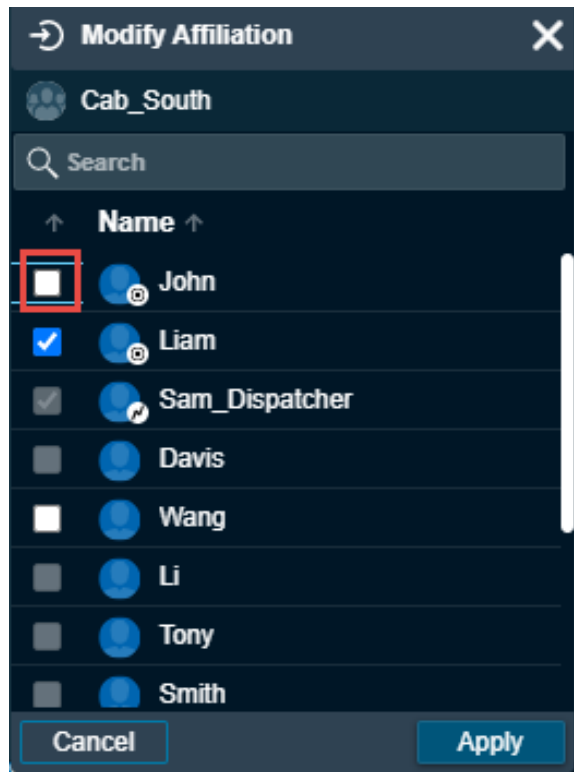 Modify Affiliation
Cab_South
Search
Name
John
Liam
Sam_Dispatcher
Davis
Wang
Li
Tony
Smith
Cancel
Apply